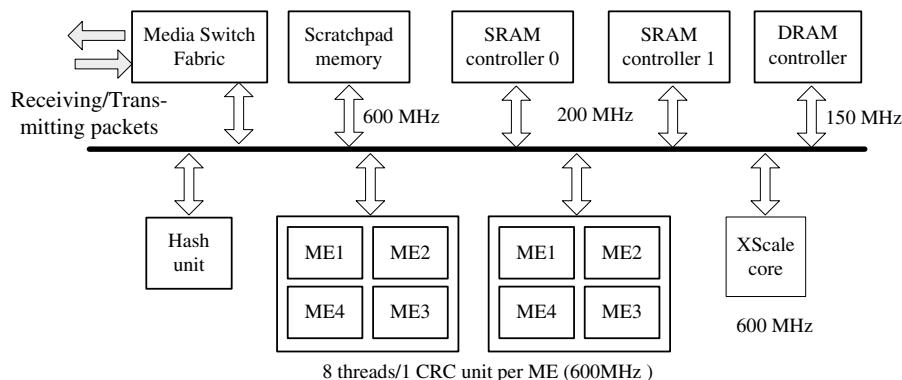 Media Switch
Fabric
Scratchpad
memory
SRAM
controller 0
SRAM
controller 1
DRAM
controller
Receiving/Trans-
mitting packets
600 MHz
200 MHz
150 MHz
Hash
unit
ME1
ME2
ME4
ME3
ME1
ME2
ME4
ME3
XScale
core
600 MHz
8 threads/1 CRC unit per ME (600MHz )